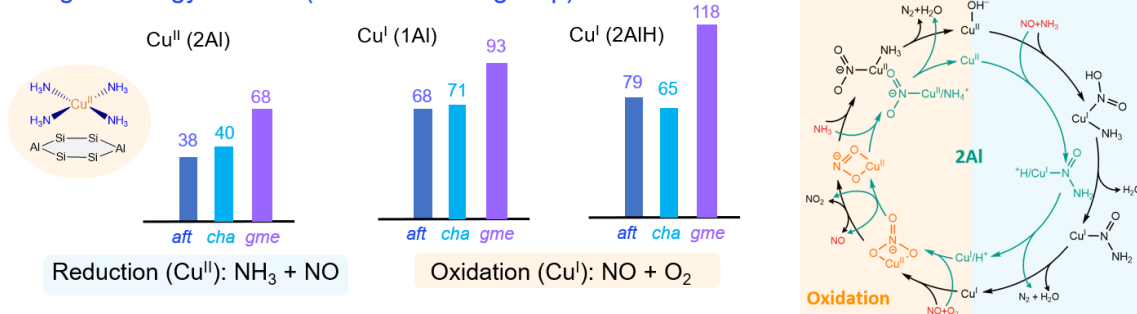 Cu^II (2Al)
Cu^I (1Al)
Cu^I (2AlH)
38
40
68
68
71
93
79
65
118
aft cha gme
aft cha gme
aft cha gme
H₃N NH₃
Cu^II
H₃N NH₃
Si Si
Al Al
Si Si
Reduction (Cu^II): NH₃ + NO
Oxidation (Cu^I): NO + O₂
N₂+H₂O
OH⁻
Cu^II
NO+NH₃
NH₃
O N Cu^II
⊖
O
Cu^II
O
⊖N Cu^II/NH₄⁺
O
HO
N O
Cu^I
NH₃
NH₃
2Al
O
⊖
N Cu^II
O
O
⁺H/Cu^I N
NH₂
H₂O
NO₂
NO
O
N
O ⊖ O
Cu^II
Cu^I/H⁺
O
Cu^I N
NH₂
Cu^I
N₂ + H₂O
NO+O₂
Oxidation